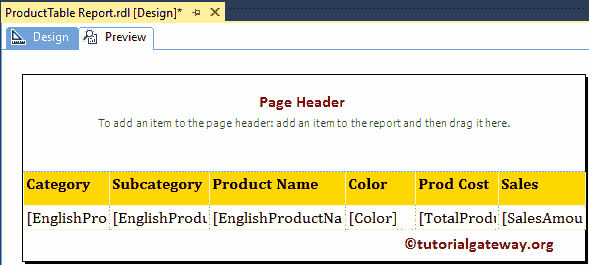 ProductTable Report.rdl [Design]*
Design Preview
Page Header
To add an item to the page header: add an item to the report and then drag it here.
Category Subcategory Product Name Color Prod Cost Sales
[EnglishPro [EnglishProdu [EnglishProductNa [Color] [TotalProdu [SalesAmou
©tutorialgateway.org